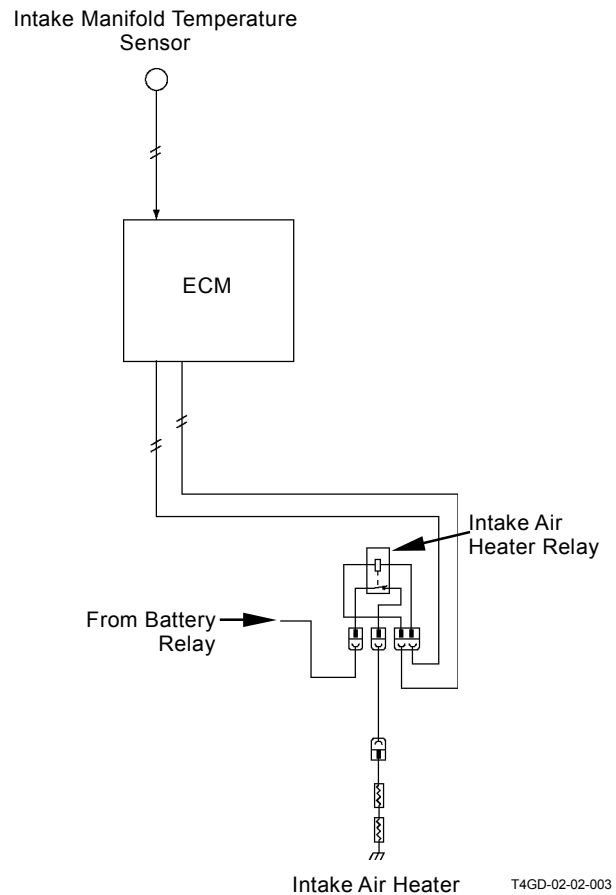 Intake Manifold Temperature
Sensor
ECM
Intake Air
Heater Relay
From Battery
Relay
Intake Air Heater
T4GD-02-02-003